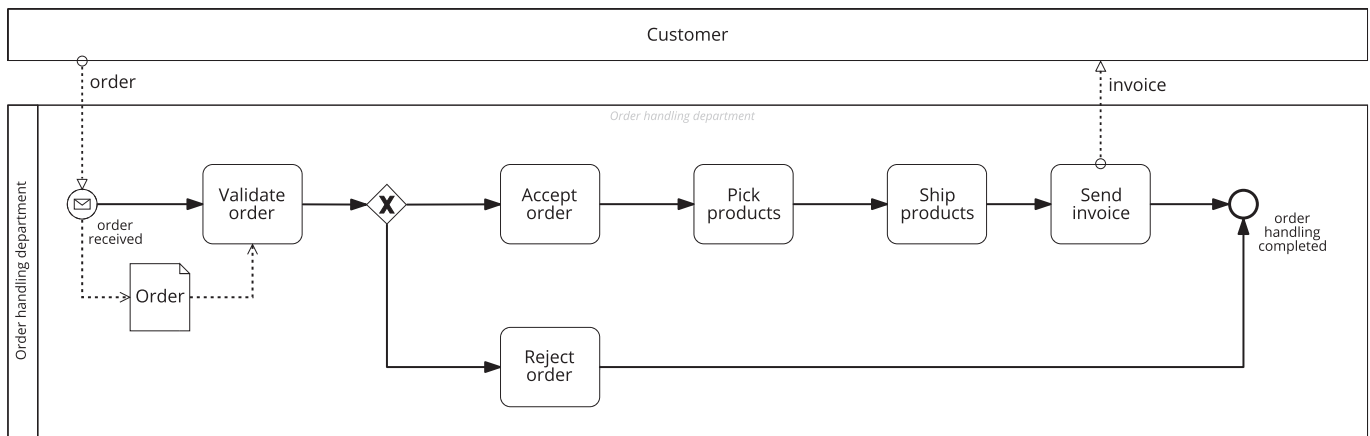 Customer
order
invoice
Order handling department
Order handling department
Validate
order
Accept
order
Pick
products
Ship
products
Send
invoice
order
received
order
handling
completed
Order
Reject
order